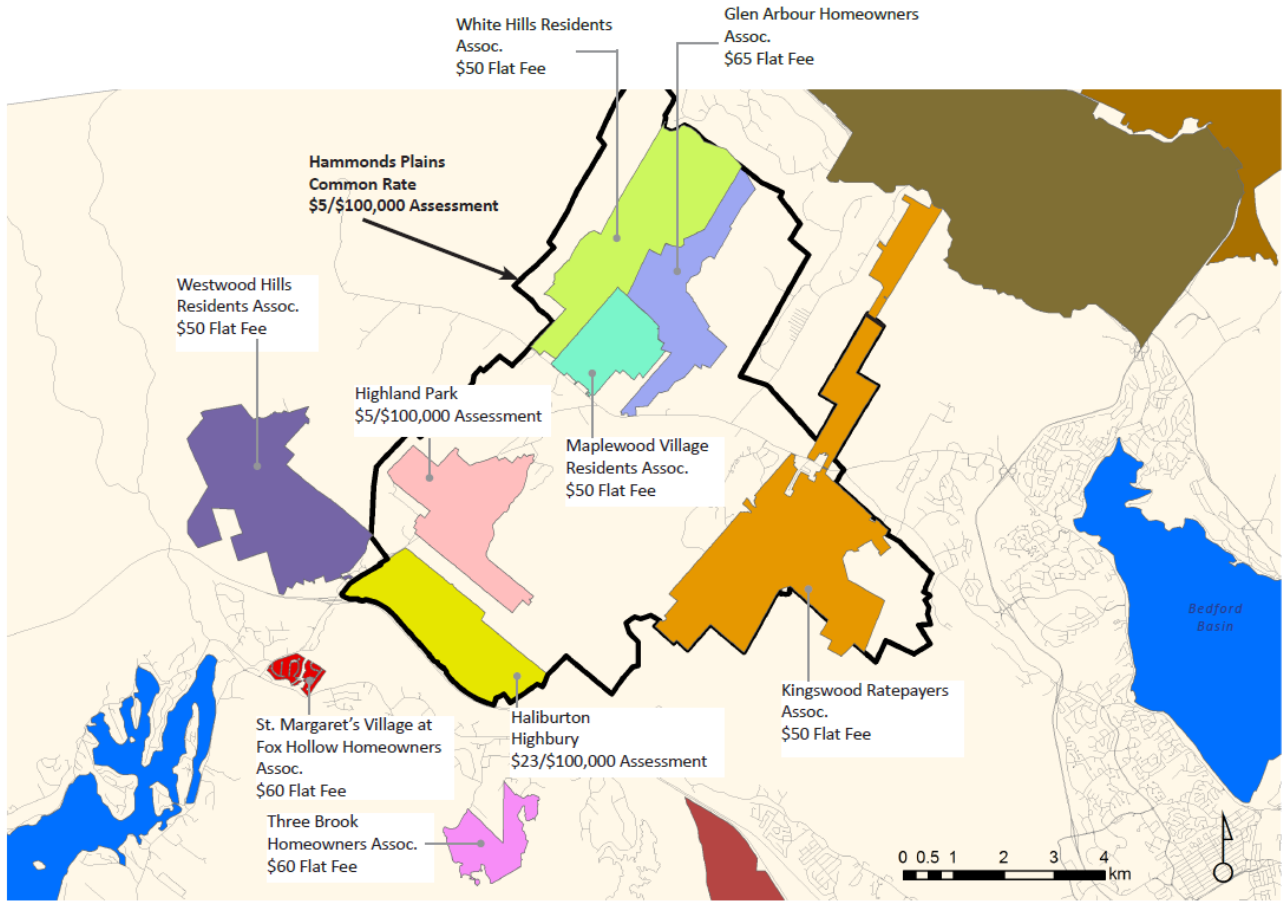 White Hills Residents
Assoc.
$50 Flat Fee
Glen Arbour Homeowners
Assoc.
$65 Flat Fee
Hammonds Plains
Common Rate
$5/$100,000 Assessment
Westwood Hills
Residents Assoc.
$50 Flat Fee
Highland Park
$5/$100,000 Assessment
Maplewood Village
Residents Assoc.
$50 Flat Fee
Bedford
Basin
Kingswood Ratepayers
Assoc.
$50 Flat Fee
St. Margaret's Village at
Fox Hollow Homeowners
Assoc.
$60 Flat Fee
Haliburton
Highbury
$23/$100,000 Assessment
Three Brook
Homeowners Assoc.
$60 Flat Fee
0 0.5 1 2 3 4
km